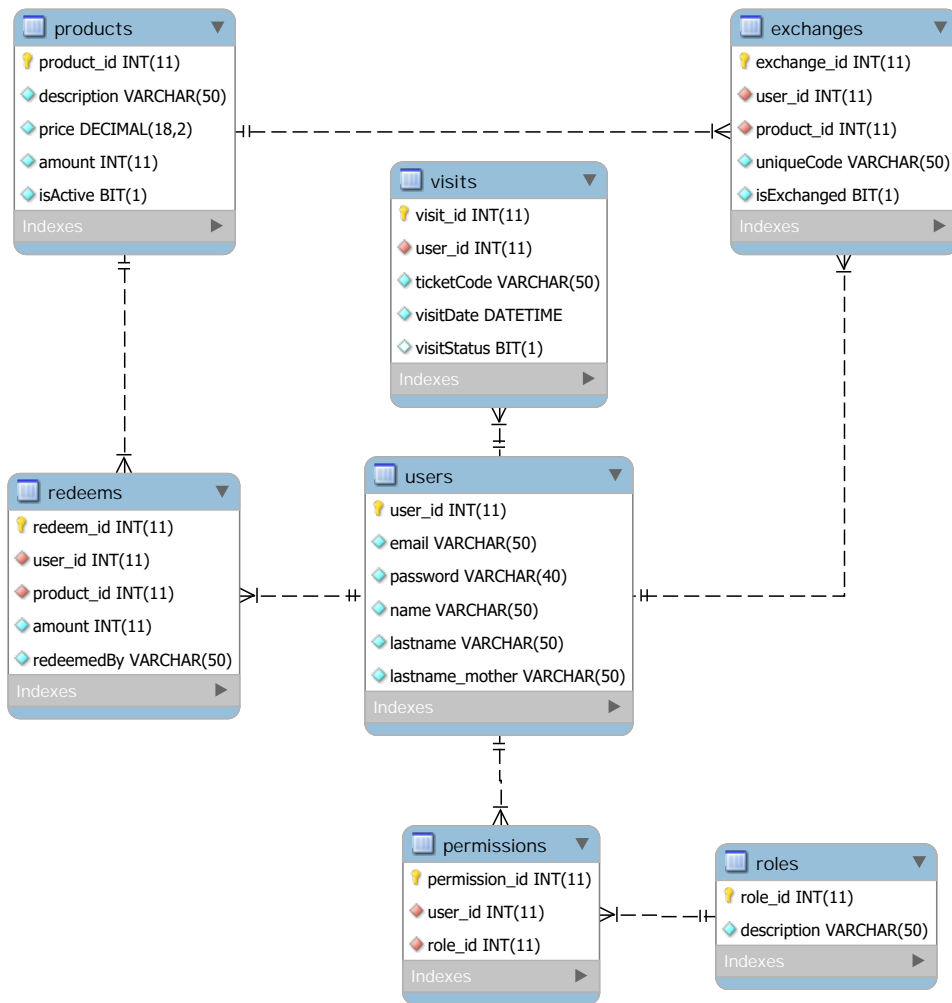 products
product_id INT(11)
description VARCHAR(50)
price DECIMAL(18,2)
amount INT(11)
isActive BIT(1)
Indexes
exchanges
exchange_id INT(11)
user_id INT(11)
product_id INT(11)
uniqueCode VARCHAR(50)
isExchanged BIT(1)
Indexes
visits
visit_id INT(11)
user_id INT(11)
ticketCode VARCHAR(50)
visitDate DATETIME
visitStatus BIT(1)
Indexes
redeems
redeem_id INT(11)
user_id INT(11)
product_id INT(11)
amount INT(11)
redeemedBy VARCHAR(50)
Indexes
users
user_id INT(11)
email VARCHAR(50)
password VARCHAR(40)
name VARCHAR(50)
lastname VARCHAR(50)
lastname_mother VARCHAR(50)
Indexes
permissions
permission_id INT(11)
user_id INT(11)
role_id INT(11)
Indexes
roles
role_id INT(11)
description VARCHAR(50)
Indexes